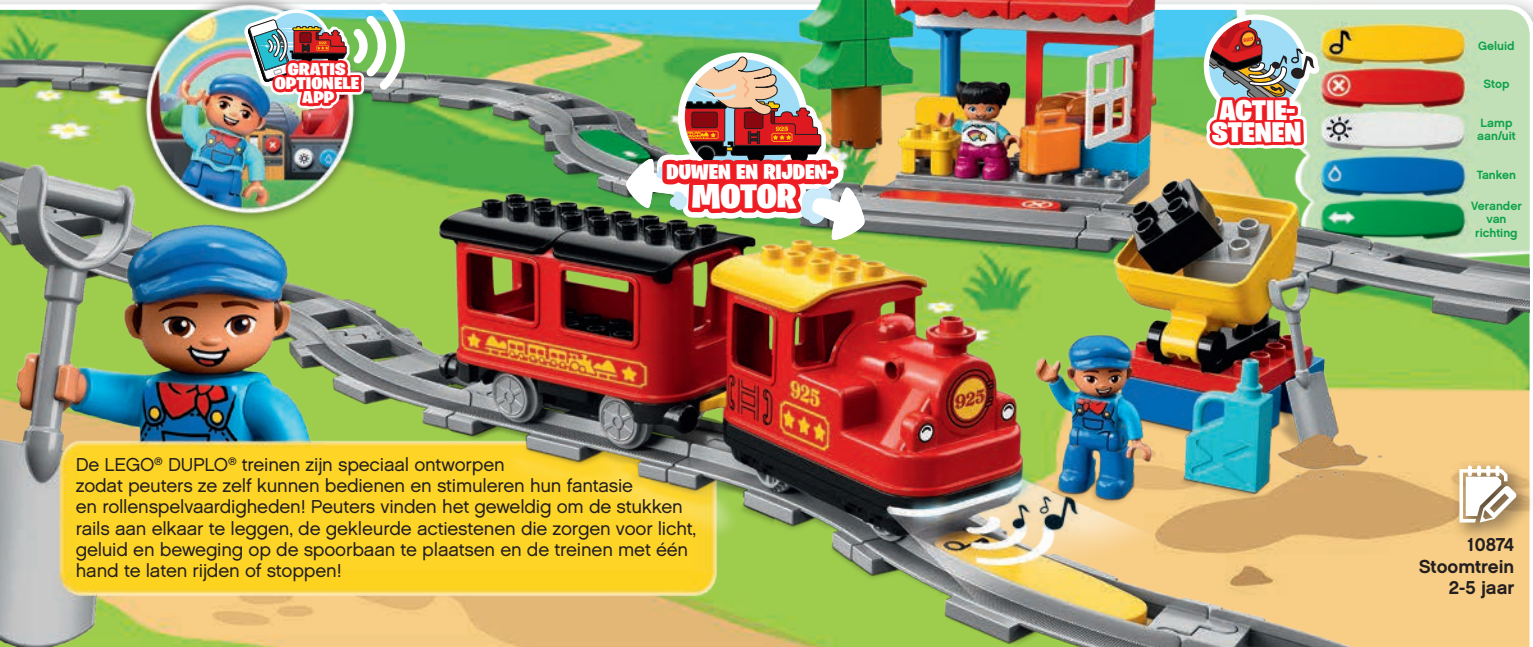 GRATIS
OPTIONELE
APP
DUWEN EN RIJDEN-
MOTOR
ACTIE-
STENEN
Geluid
Stop
Lamp
aan/uit
Tanken
Verander
van
richting
925
925
925
De LEGO® DUPLO® treinen zijn speciaal ontworpen
zodat peuters ze zelf kunnen bedienen en stimuleren hun fantasie
en rollenspelvaardigheden! Peuters vinden het geweldig om de stukken
rails aan elkaar te leggen, de gekleurde actiestenen die zorgen voor licht,
geluid en beweging op de spoorbaan te plaatsen en de treinen met één
hand te laten rijden of stoppen!
10874
Stoomtrein
2-5 jaar